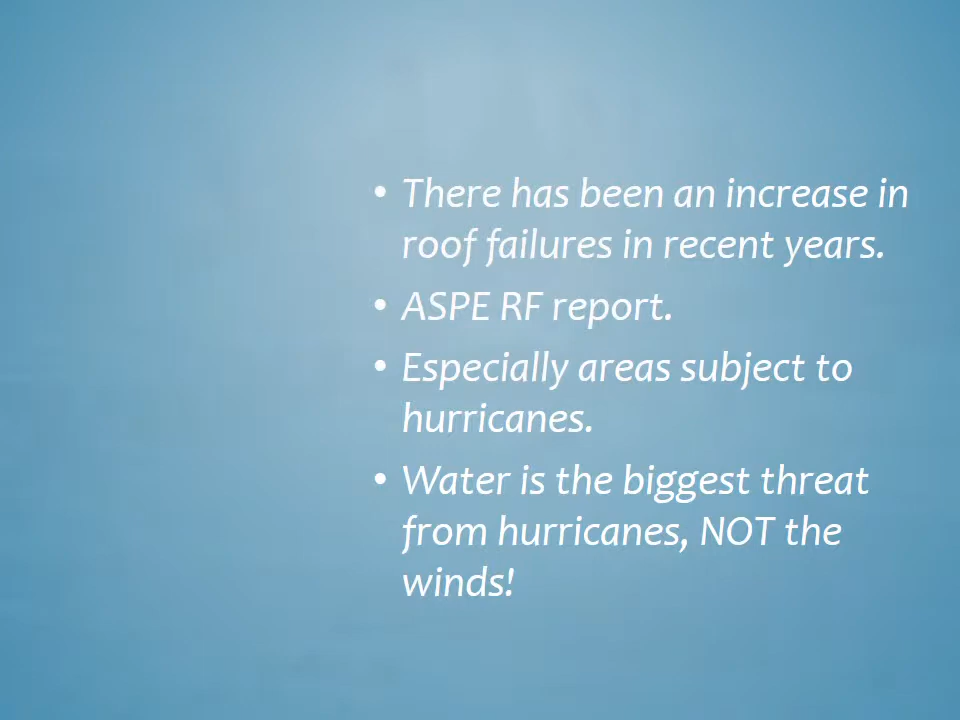 • There has been an increase in
roof failures in recent years.
• ASPE RF report.
• Especially areas subject to
hurricanes.
• Water is the biggest threat
from hurricanes, NOT the
winds!